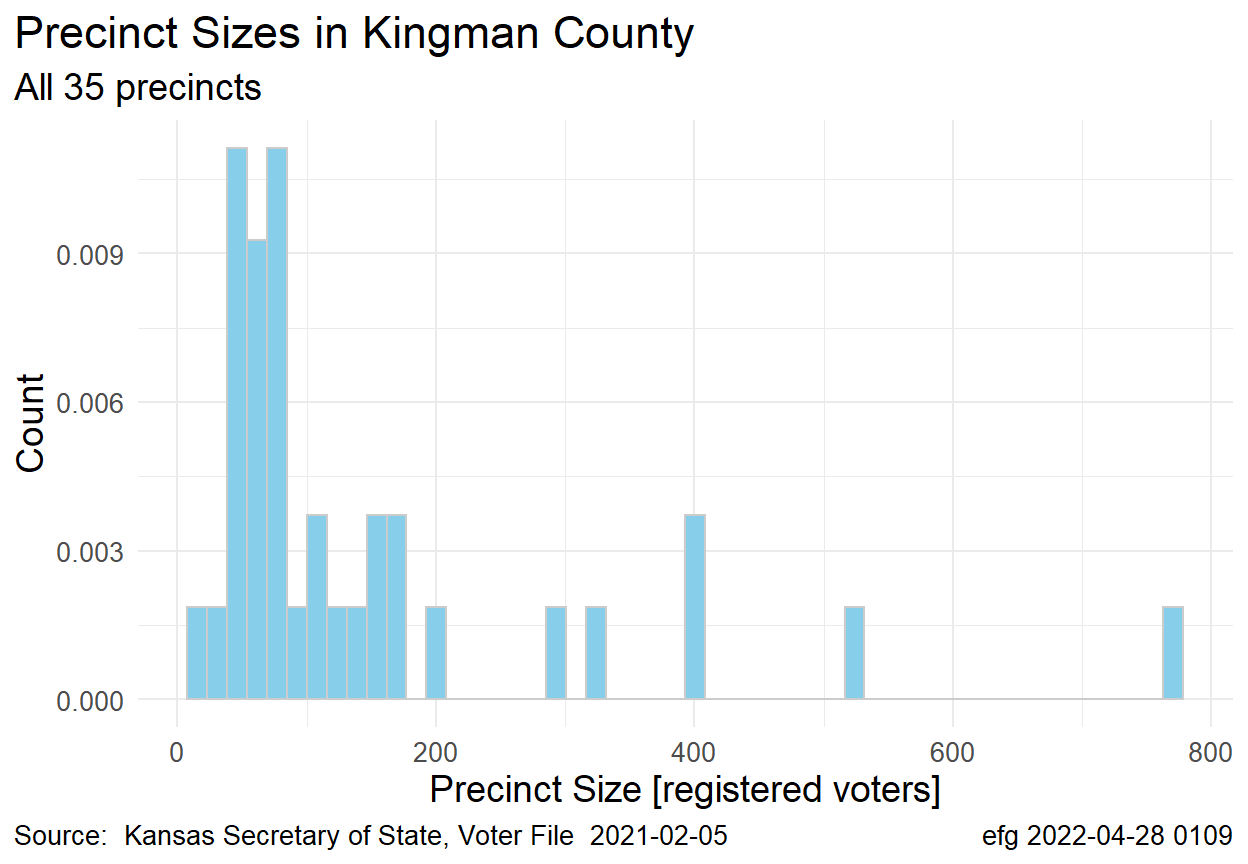 Precinct Sizes in Kingman County
All 35 precincts
Count
0.009
0.006
0.003
0.000
0 200 400 600 800
Precinct Size [registered voters]
Source:  Kansas Secretary of State, Voter File  2021-02-05
efg 2022-04-28 0109